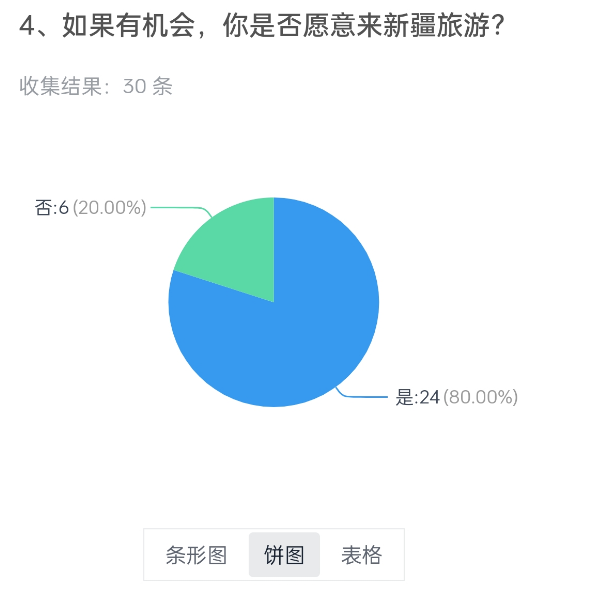 4、如果有机会，你是否愿意来新疆旅游？
收集结果：30 条
否:6(20.00%)
是:24(80.00%)
条形图 饼图 表格